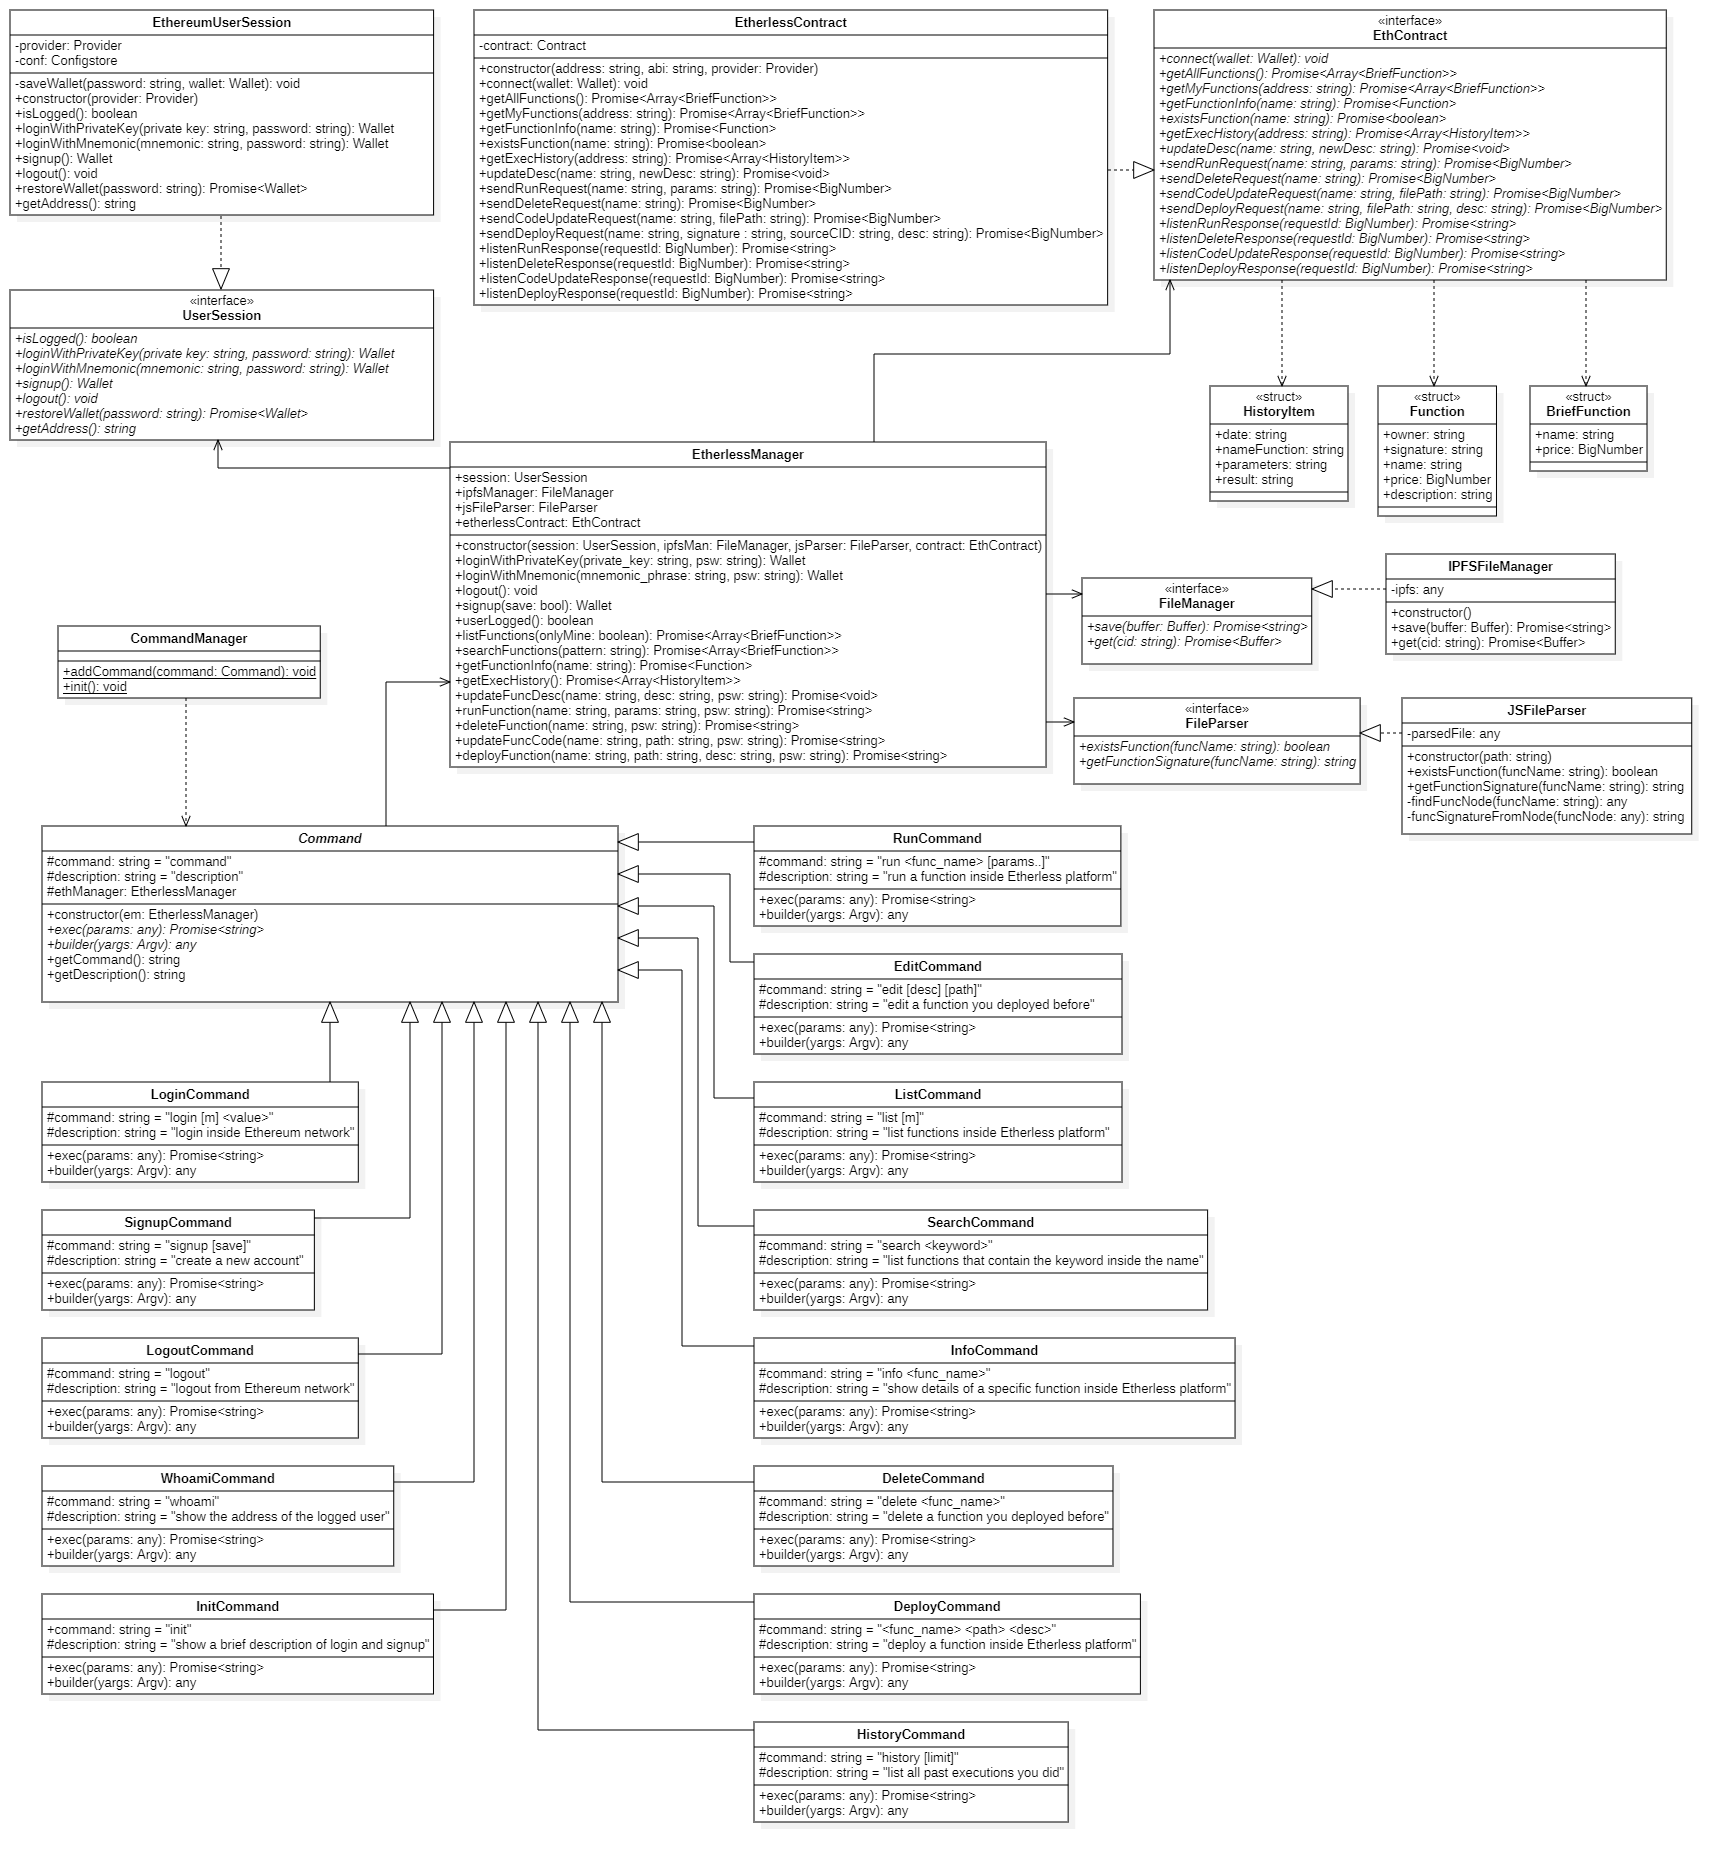 EthereumUserSession
-provider: Provider
-conf: Configstore
-saveWallet(password: string, wallet: Wallet): void
+constructor(provider: Provider)
+isLogged(): boolean
+loginWithPrivateKey(private key: string, password: string): Wallet
+loginWithMnemonic(mnemonic: string, password: string): Wallet
+signup(): Wallet
+logout(): void
+restoreWallet(password: string): Promise<Wallet>
+getAddress(): string
EtherlessContract
-contract: Contract
+constructor(address: string, abi: string, provider: Provider)
+connect(wallet: Wallet): void
+getAllFunctions(): Promise<Array<BriefFunction>>
+getMyFunctions(address: string): Promise<Array<BriefFunction>>
+getFunctionInfo(name: string): Promise<Function>
+existsFunction(name: string): Promise<boolean>
+getExecHistory(address: string): Promise<Array<HistoryItem>>
+updateDesc(name: string, newDesc: string): Promise<void>
+sendRunRequest(name: string, params: string): Promise<BigNumber>
+sendDeleteRequest(name: string): Promise<BigNumber>
+sendCodeUpdateRequest(name: string, filePath: string): Promise<BigNumber>
+sendDeployRequest(name: string, signature : string, sourceCID: string, desc: string): Promise<BigNumber>
+listenRunResponse(requestId: BigNumber): Promise<string>
+listenDeleteResponse(requestId: BigNumber): Promise<string>
+listenCodeUpdateResponse(requestId: BigNumber): Promise<string>
+listenDeployResponse(requestId: BigNumber): Promise<string>
«interface»
EthContract
+connect(wallet: Wallet): void
+getAllFunctions(): Promise<Array<BriefFunction>>
+getMyFunctions(address: string): Promise<Array<BriefFunction>>
+getFunctionInfo(name: string): Promise<Function>
+existsFunction(name: string): Promise<boolean>
+getExecHistory(address: string): Promise<Array<HistoryItem>>
+updateDesc(name: string, newDesc: string): Promise<void>
+sendRunRequest(name: string, params: string): Promise<BigNumber>
+sendDeleteRequest(name: string): Promise<BigNumber>
+sendCodeUpdateRequest(name: string, filePath: string): Promise<BigNumber>
+sendDeployRequest(name: string, filePath: string, desc: string): Promise<BigNumber>
+listenRunResponse(requestId: BigNumber): Promise<string>
+listenDeleteResponse(requestId: BigNumber): Promise<string>
+listenCodeUpdateResponse(requestId: BigNumber): Promise<string>
+listenDeployResponse(requestId: BigNumber): Promise<string>
«interface»
UserSession
+isLogged(): boolean
+loginWithPrivateKey(private key: string, password: string): Wallet
+loginWithMnemonic(mnemonic: string, password: string): Wallet
+signup(): Wallet
+logout(): void
+restoreWallet(password: string): Promise<Wallet>
+getAddress(): string
«struct»
HistoryItem
+date: string
+nameFunction: string
+parameters: string
+result: string
«struct»
Function
+owner: string
+signature: string
+name: string
+price: BigNumber
+description: string
«struct»
BriefFunction
+name: string
+price: BigNumber
EtherlessManager
+session: UserSession
+ipfsManager: FileManager
+jsFileParser: FileParser
+etherlessContract: EthContract
+constructor(session: UserSession, ipfsMan: FileManager, jsParser: FileParser, contract: EthContract)
+loginWithPrivateKey(private_key: string, psw: string): Wallet
+loginWithMnemonic(mnemonic_phrase: string, psw: string): Wallet
+logout(): void
+signup(save: bool): Wallet
+userLogged(): boolean
+listFunctions(onlyMine: boolean): Promise<Array<BriefFunction>>
+searchFunctions(pattern: string): Promise<Array<BriefFunction>>
+getFunctionInfo(name: string): Promise<Function>
+getExecHistory(): Promise<Array<HistoryItem>>
+updateFuncDesc(name: string, desc: string, psw: string): Promise<void>
+runFunction(name: string, params: string, psw: string): Promise<string>
+deleteFunction(name: string, psw: string): Promise<string>
+updateFuncCode(name: string, path: string, psw: string): Promise<string>
+deployFunction(name: string, path: string, desc: string, psw: string): Promise<string>
«interface»
FileManager
+save(buffer: Buffer): Promise<string>
+get(cid: string): Promise<Buffer>
IPFSFileManager
-ipfs: any
+constructor()
+save(buffer: Buffer): Promise<string>
+get(cid: string): Promise<Buffer>
CommandManager
+addCommand(command: Command): void
+init(): void
«interface»
FileParser
+existsFunction(funcName: string): boolean
+getFunctionSignature(funcName: string): string
JSFileParser
-parsedFile: any
+constructor(path: string)
+existsFunction(funcName: string): boolean
+getFunctionSignature(funcName: string): string
-findFuncNode(funcName: string): any
-funcSignatureFromNode(funcNode: any): string
Command
#command: string = "command"
#description: string = "description"
#ethManager: EtherlessManager
+constructor(em: EtherlessManager)
+exec(params: any): Promise<string>
+builder(yargs: Argv): any
+getCommand(): string
+getDescription(): string
RunCommand
#command: string = "run <func_name> [params..]"
#description: string = "run a function inside Etherless platform"
+exec(params: any): Promise<string>
+builder(yargs: Argv): any
EditCommand
#command: string = "edit [desc] [path]"
#description: string = "edit a function you deployed before"
+exec(params: any): Promise<string>
+builder(yargs: Argv): any
LoginCommand
#command: string = "login [m] <value>"
#description: string = "login inside Ethereum network"
+exec(params: any): Promise<string>
+builder(yargs: Argv): any
ListCommand
#command: string = "list [m]"
#description: string = "list functions inside Etherless platform"
+exec(params: any): Promise<string>
+builder(yargs: Argv): any
SignupCommand
#command: string = "signup [save]"
#description: string = "create a new account"
+exec(params: any): Promise<string>
+builder(yargs: Argv): any
SearchCommand
#command: string = "search <keyword>"
#description: string = "list functions that contain the keyword inside the name"
+exec(params: any): Promise<string>
+builder(yargs: Argv): any
LogoutCommand
#command: string = "logout"
#description: string = "logout from Ethereum network"
+exec(params: any): Promise<string>
+builder(yargs: Argv): any
InfoCommand
#command: string = "info <func_name>"
#description: string = "show details of a specific function inside Etherless platform"
+exec(params: any): Promise<string>
+builder(yargs: Argv): any
WhoamiCommand
#command: string = "whoami"
#description: string = "show the address of the logged user"
+exec(params: any): Promise<string>
+builder(yargs: Argv): any
DeleteCommand
#command: string = "delete <func_name>"
#description: string = "delete a function you deployed before"
+exec(params: any): Promise<string>
+builder(yargs: Argv): any
InitCommand
+command: string = "init"
#description: string = "show a brief description of login and signup"
+exec(params: any): Promise<string>
+builder(yargs: Argv): any
DeployCommand
#command: string = "<func_name> <path> <desc>"
#description: string = "deploy a function inside Etherless platform"
+exec(params: any): Promise<string>
+builder(yargs: Argv): any
HistoryCommand
#command: string = "history [limit]"
#description: string = "list all past executions you did"
+exec(params: any): Promise<string>
+builder(yargs: Argv): any